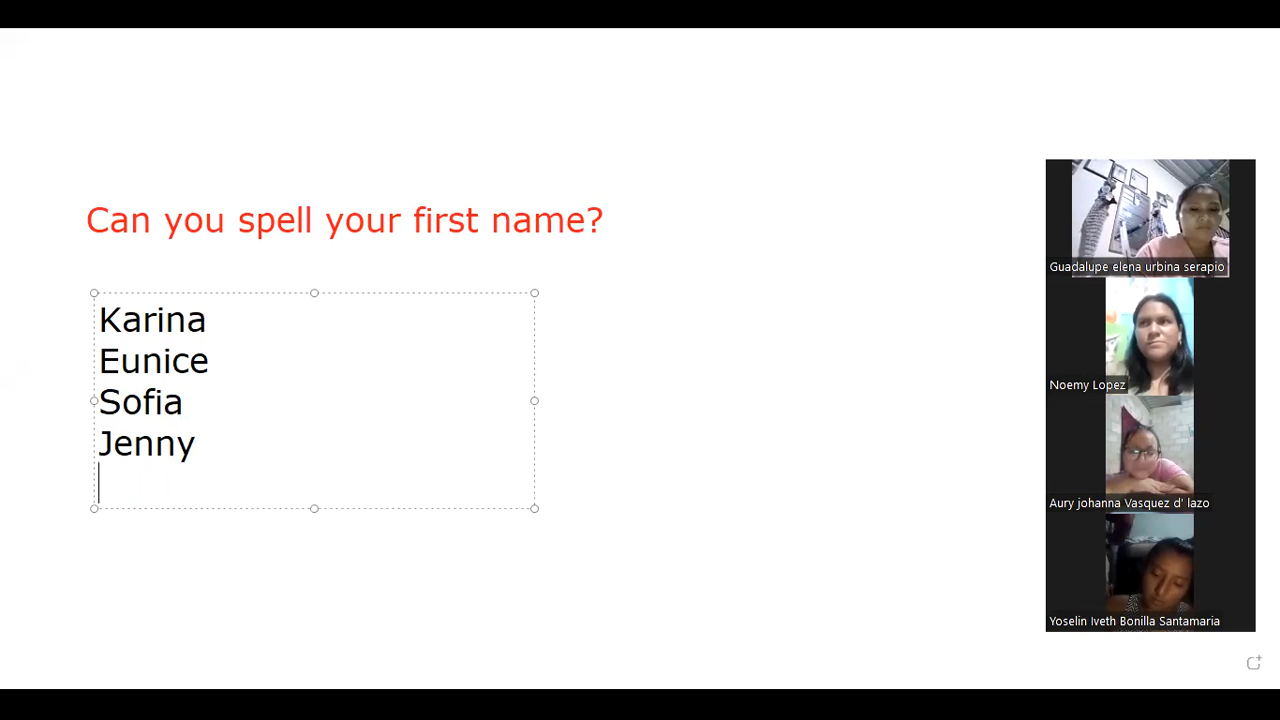 Can you spell your first name?
Karina
Eunice
Sofia
Jenny
Guadalupe elena urbina serapio
Noemy Lopez
Aury johanna Vasquez d' lazo
Yoselin Iveth Bonilla Santamaria